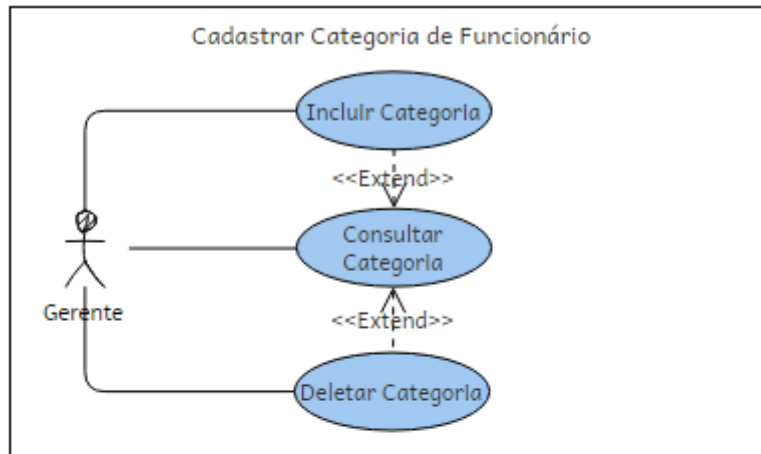 Cadastrar Categoria de Funcionário
Incluir Categoria
<<Extend>>
Consultar
Categoria
Gerente
<<Extend>>
Deletar Categoria